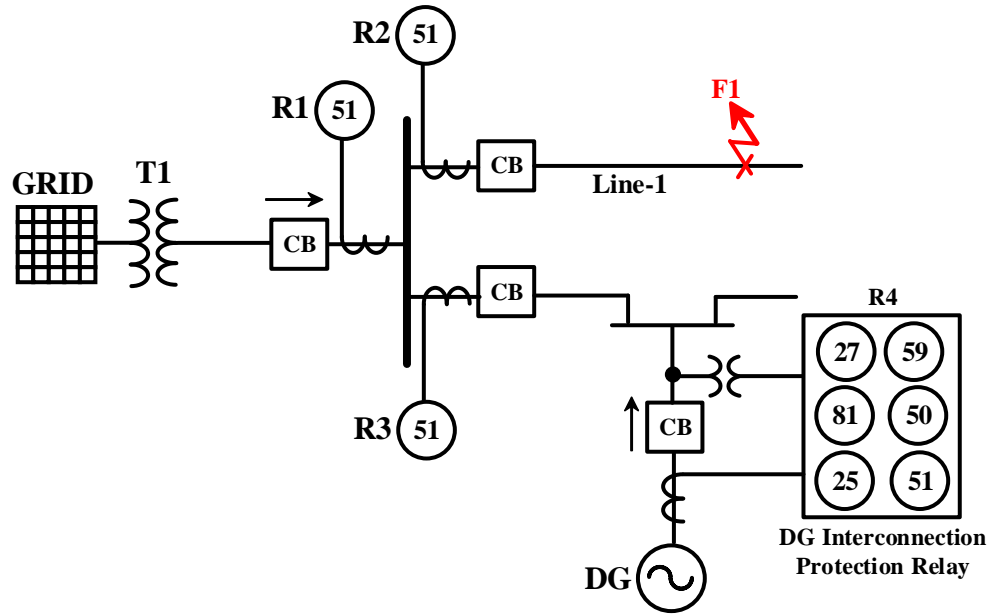 R2 51
R1 51
F1
GRID
T1
CB
Line-1
CB
CB
R4
27 59
R3 51
CB
81 50
25 51
DG Interconnection
Protection Relay
DG